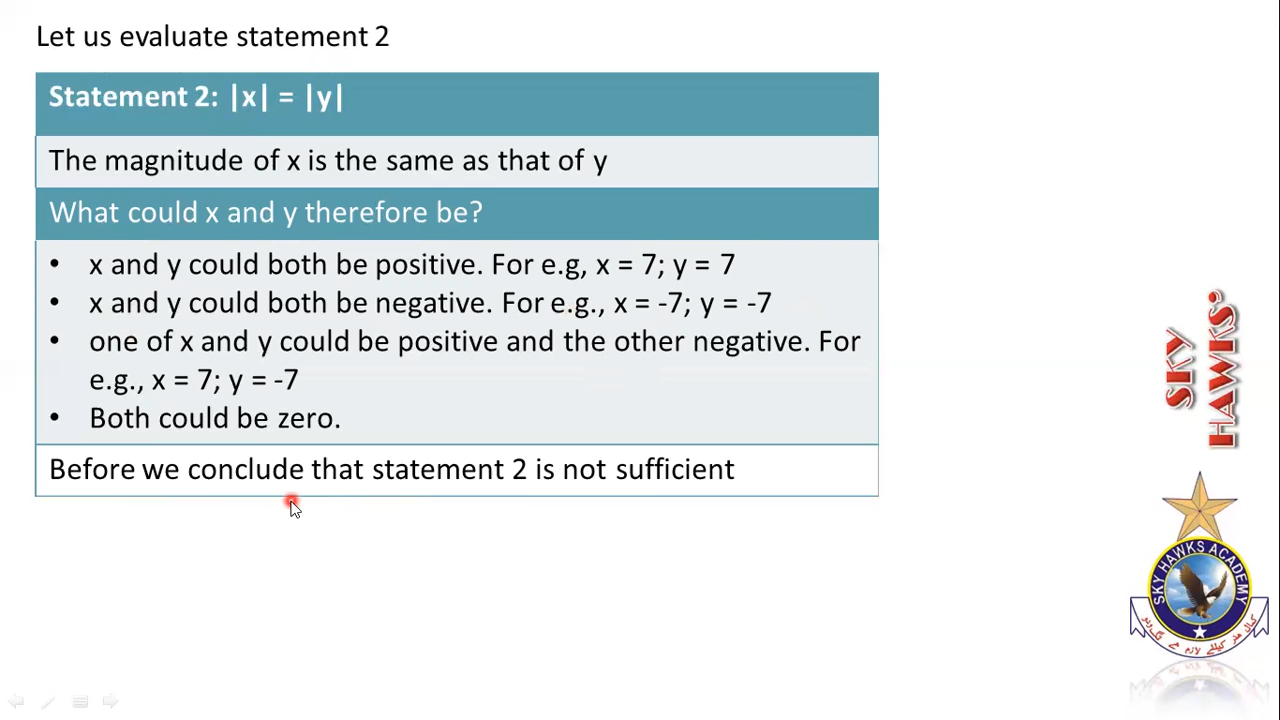 Let us evaluate statement 2
Statement 2: |x| = |y|
The magnitude of x is the same as that of y
What could x and y therefore be?
• x and y could both be positive. For e.g, x = 7; y = 7
• x and y could both be negative. For e.g., x = -7; y = -7
• one of x and y could be positive and the other negative. For
e.g., x = 7; y = -7
• Both could be zero.
Before we conclude that statement 2 is not sufficient
SKY
HAWKS
SKY HAWKS ACADEMY